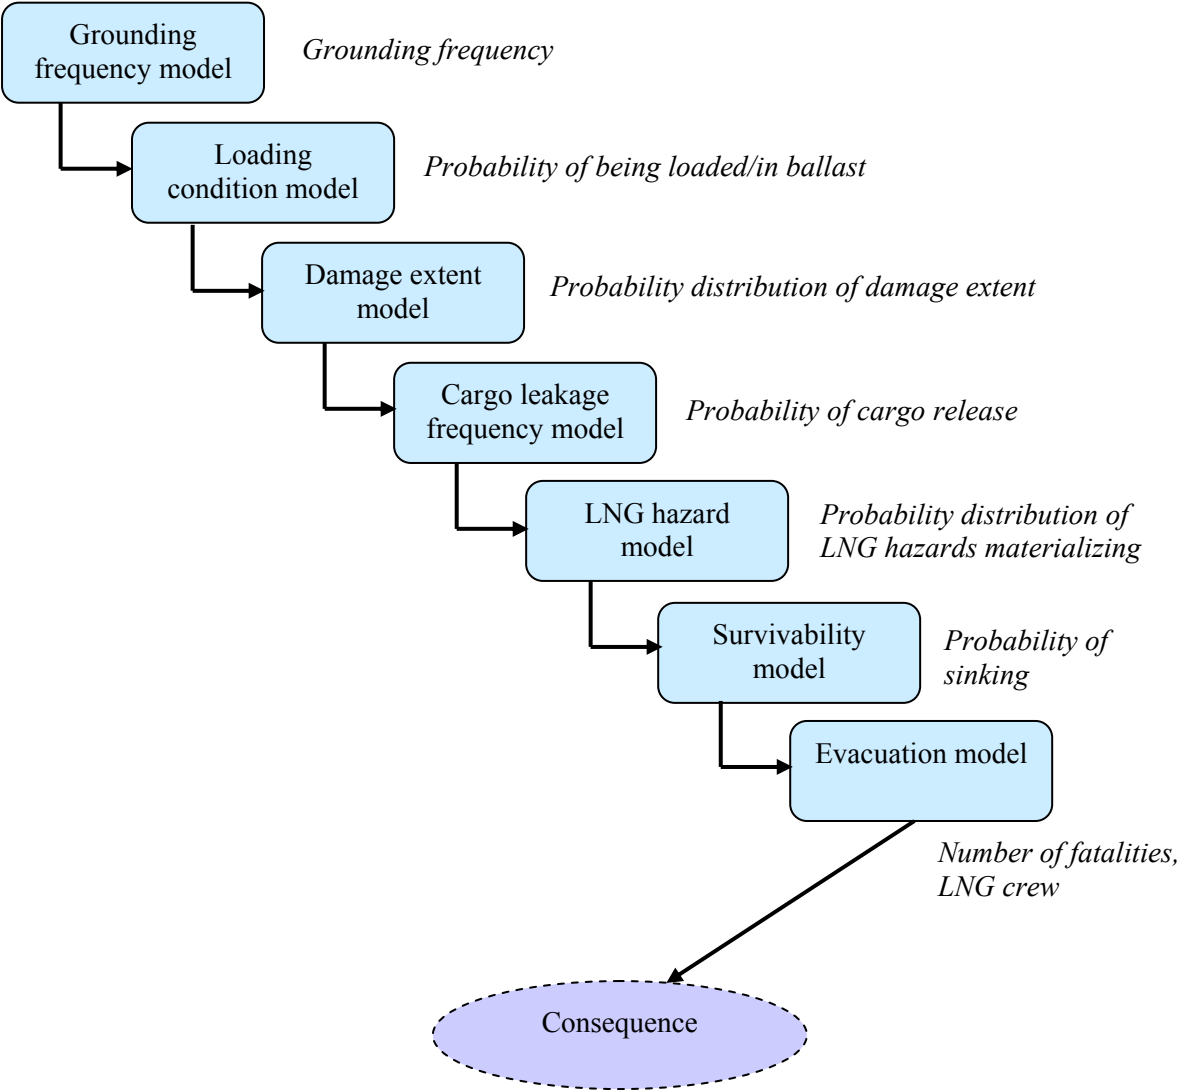 Grounding
frequency model
Grounding frequency
Loading
condition model
Probability of being loaded/in ballast
Damage extent
model
Probability distribution of damage extent
Cargo leakage
frequency model
Probability of cargo release
LNG hazard
model
Probability distribution of
LNG hazards materializing
Survivability
model
Probability of
sinking
Evacuation model
Number of fatalities,
LNG crew
Consequence